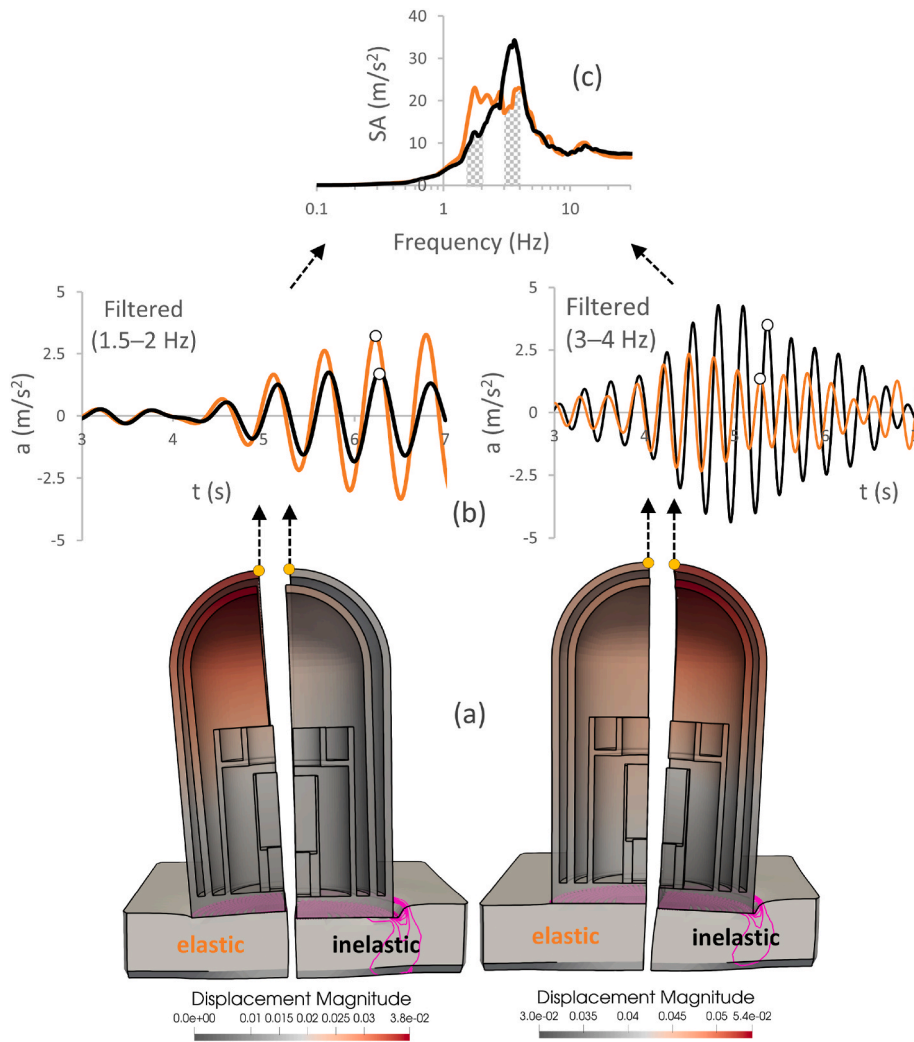 40
30
20
10
0
SA (m/s²)
(c)
0.1 1 10
Frequency (Hz)
5
2.5
0
-2.5
-5
a (m/s²)
Filtered
(1.5–2 Hz)
3 4 5 6 7
t (s)
(b)
5
2.5
0
-2.5
-5
a (m/s²)
Filtered
(3–4 Hz)
3 4 5 6 7
t (s)
(a)
elastic inelastic
elastic inelastic
Displacement Magnitude
0.0e+00 0.01 0.015 0.02 0.025 0.03 3.8e-02
Displacement Magnitude
3.0e-02 0.035 0.04 0.045 0.05 5.4e-02